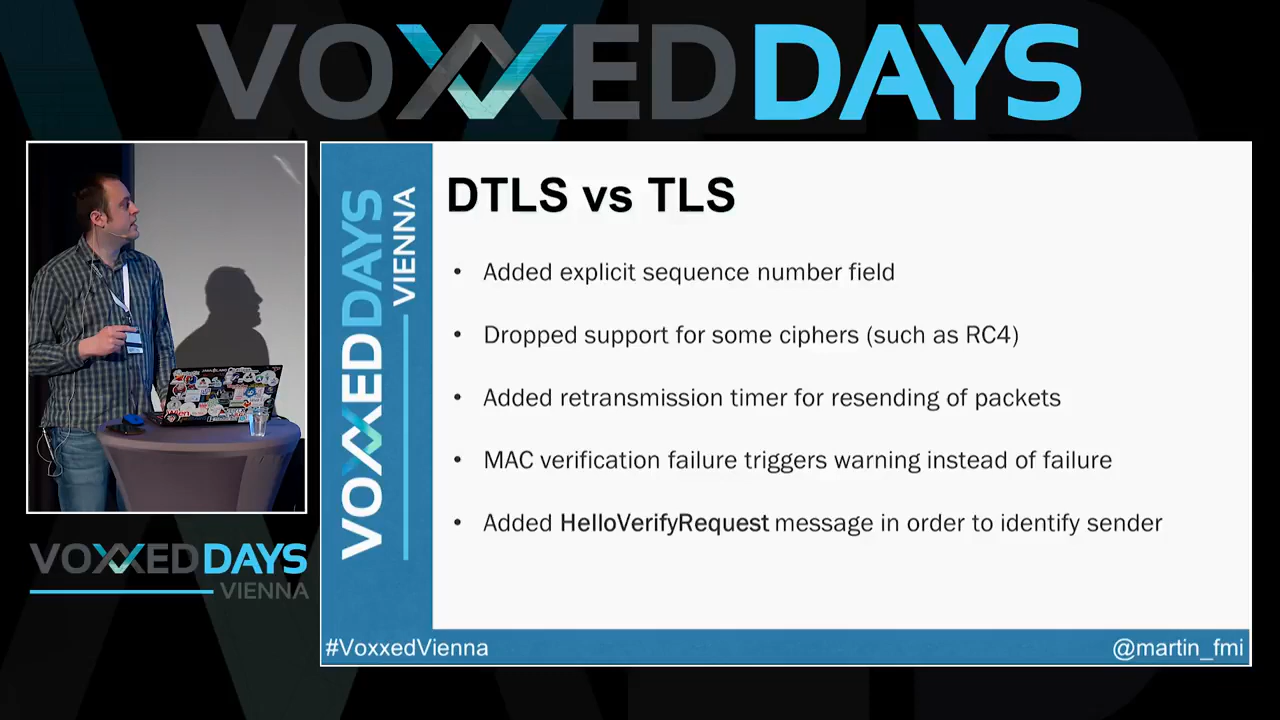 VOXXED DAYS
VOXXED DAYS
VIENNA
VOXXED DAYS
VIENNA
DTLS vs TLS
• Added explicit sequence number field
• Dropped support for some ciphers (such as RC4)
• Added retransmission timer for resending of packets
• MAC verification failure triggers warning instead of failure
• Added HelloVerifyRequest message in order to identify sender
#VoxxedVienna
@martin_fmi